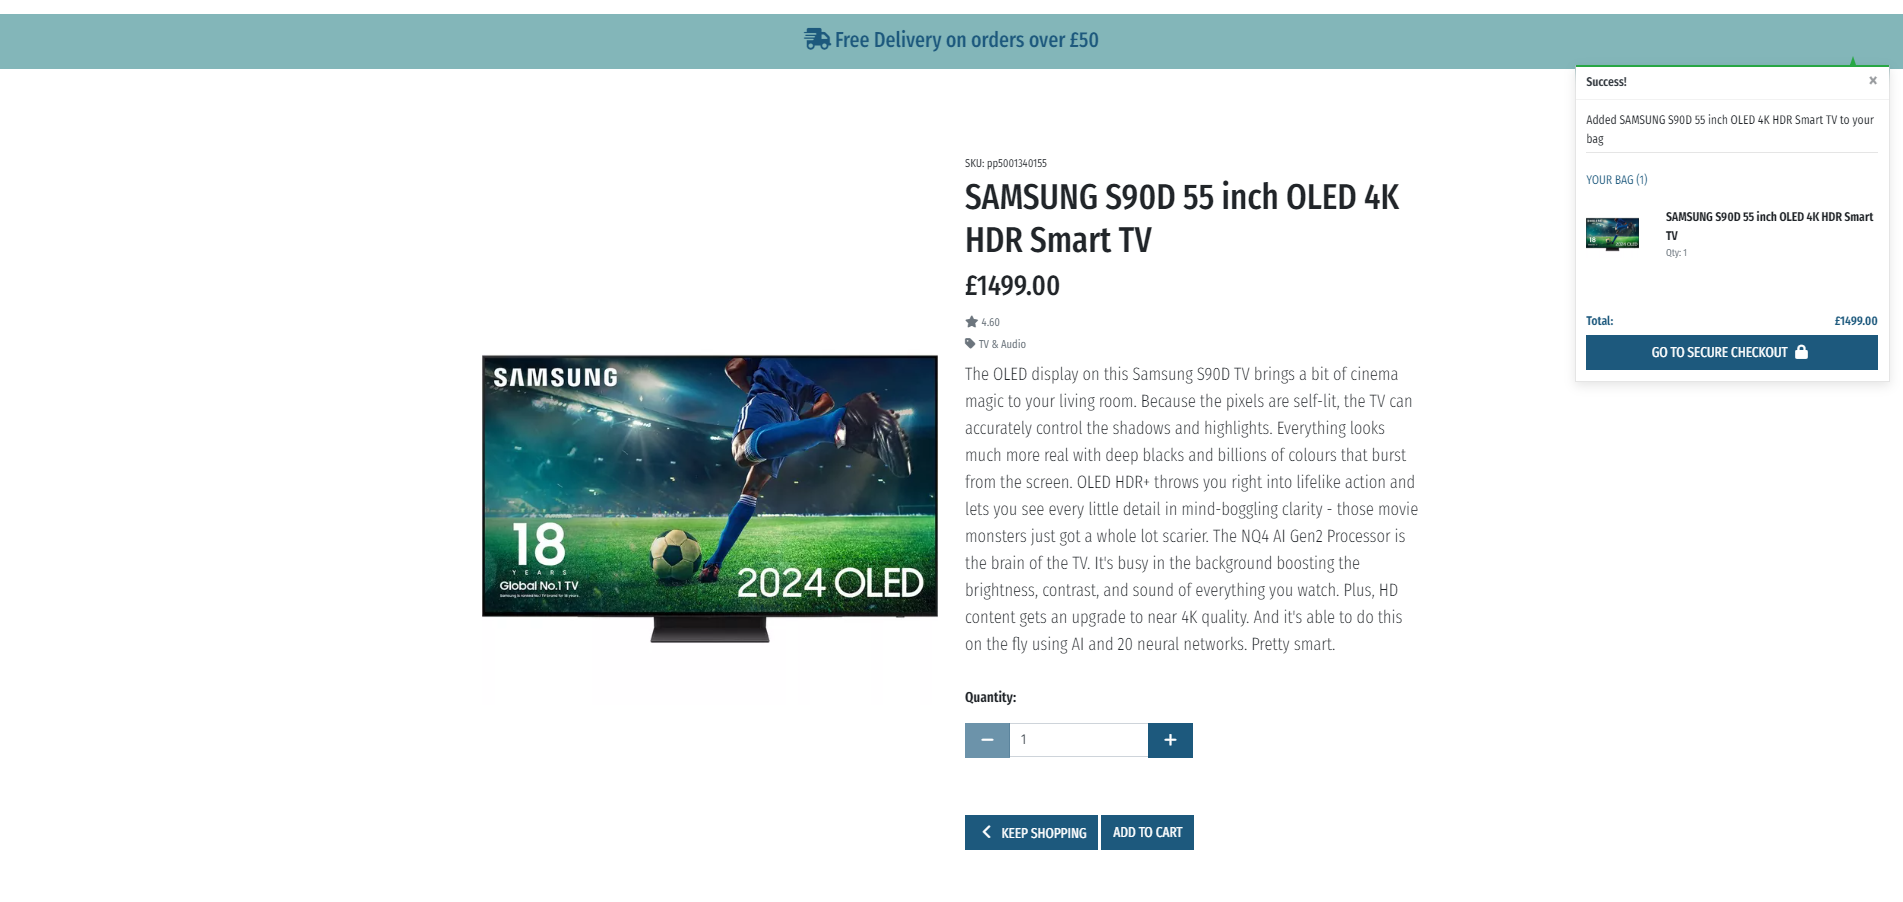 Free Delivery on orders over £50
Success!
×
Added SAMSUNG S90D 55 inch OLED 4K HDR Smart TV to your
bag
YOUR BAG (1)
SAMSUNG S90D 55 inch OLED 4K HDR Smart
TV
Qty: 1
Total: £1499.00
GO TO SECURE CHECKOUT
SKU: pp5001340155
SAMSUNG S90D 55 inch OLED 4K
HDR Smart TV
£1499.00
4.60
TV & Audio
The OLED display on this Samsung S90D TV brings a bit of cinema
magic to your living room. Because the pixels are self-lit, the TV can
accurately control the shadows and highlights. Everything looks
much more real with deep blacks and billions of colours that burst
from the screen. OLED HDR+ throws you right into lifelike action and
lets you see every little detail in mind-boggling clarity - those movie
monsters just got a whole lot scarier. The NQ4 AI Gen2 Processor is
the brain of the TV. It's busy in the background boosting the
brightness, contrast, and sound of everything you watch. Plus, HD
content gets an upgrade to near 4K quality. And it's able to do this
on the fly using AI and 20 neural networks. Pretty smart.
SAMSUNG
18
YEARS
Global No.1 TV
2024 OLED
Quantity:
1
KEEP SHOPPING
ADD TO CART